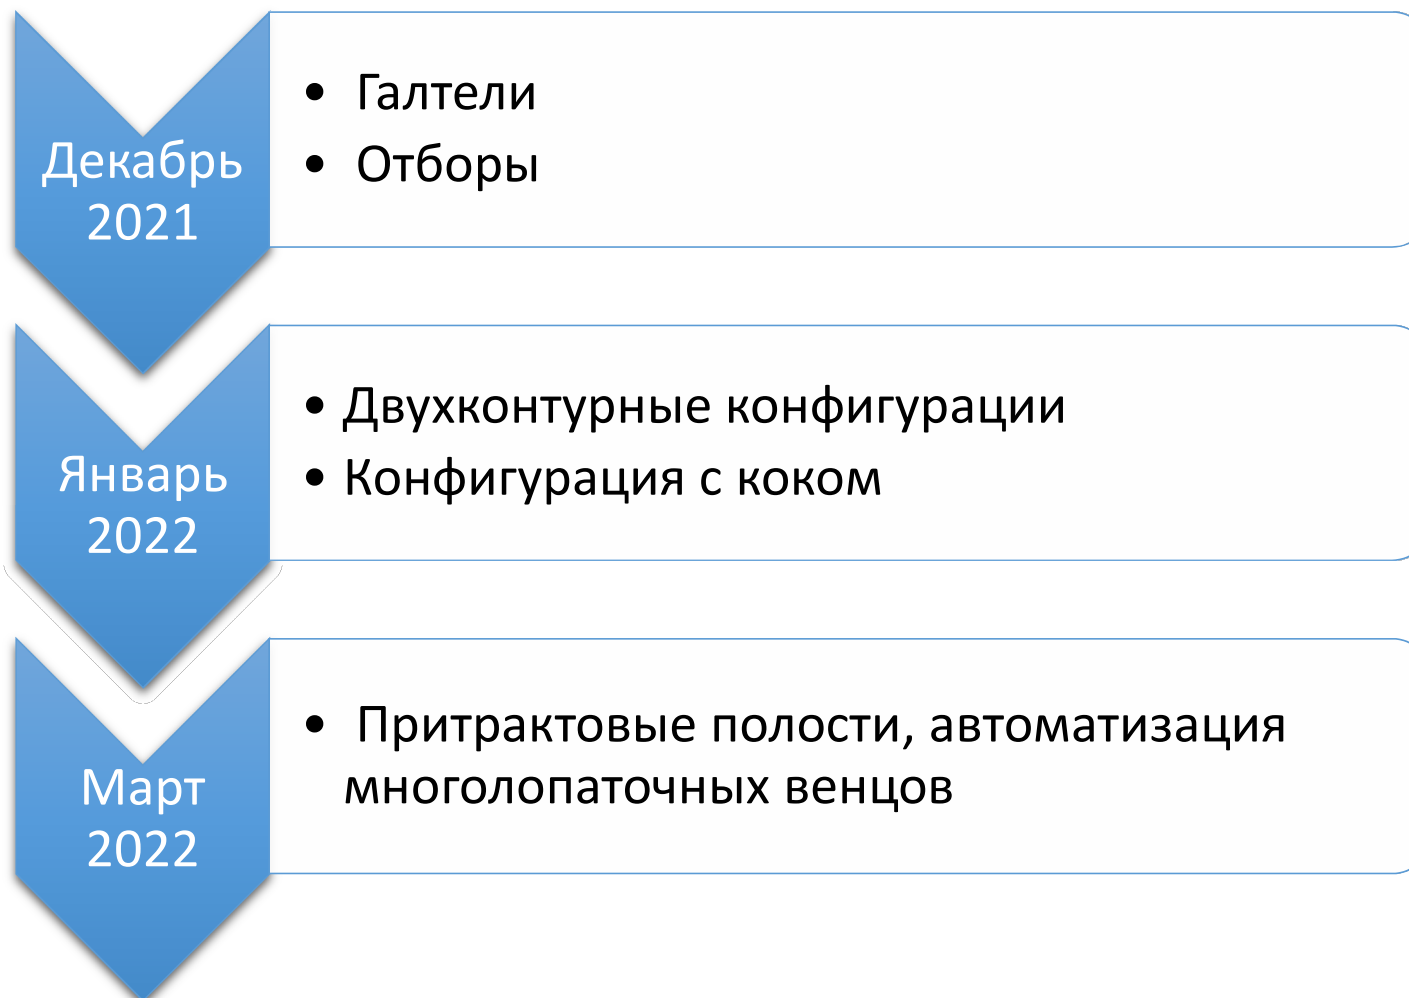 Декабрь
2021
• Галтели
• Отборы
Январь
2022
• Двухконтурные конфигурации
• Конфигурация с коком
Март
2022
• Притрактовые полости, автоматизация
многолопаточных венцов